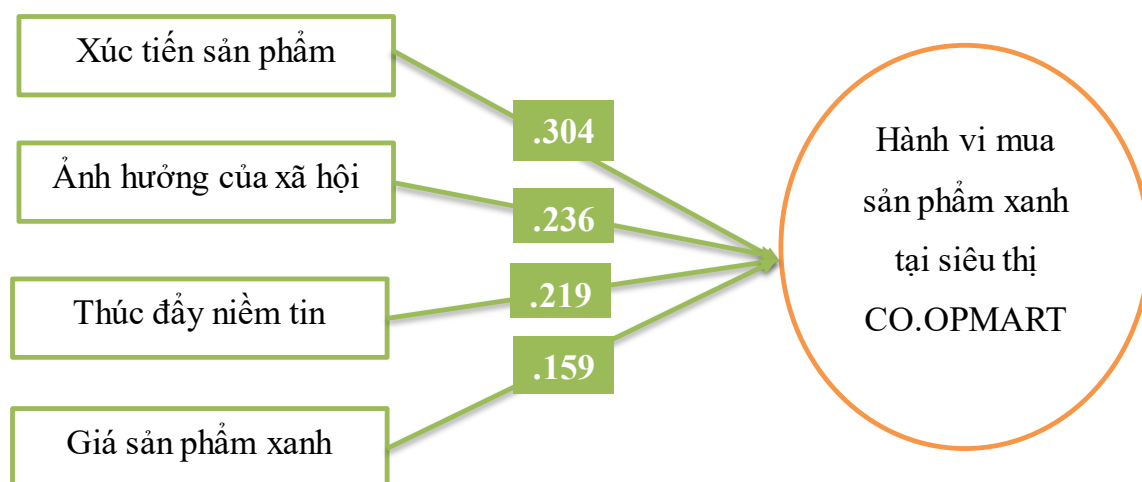 Xúc tiến sản phẩm
.304
Ảnh hưởng của xã hội
.236
Thúc đẩy niềm tin
.219
Giá sản phẩm xanh
.159
Hành vi mua
sản phẩm xanh
tại siêu thị
CO.OPMART